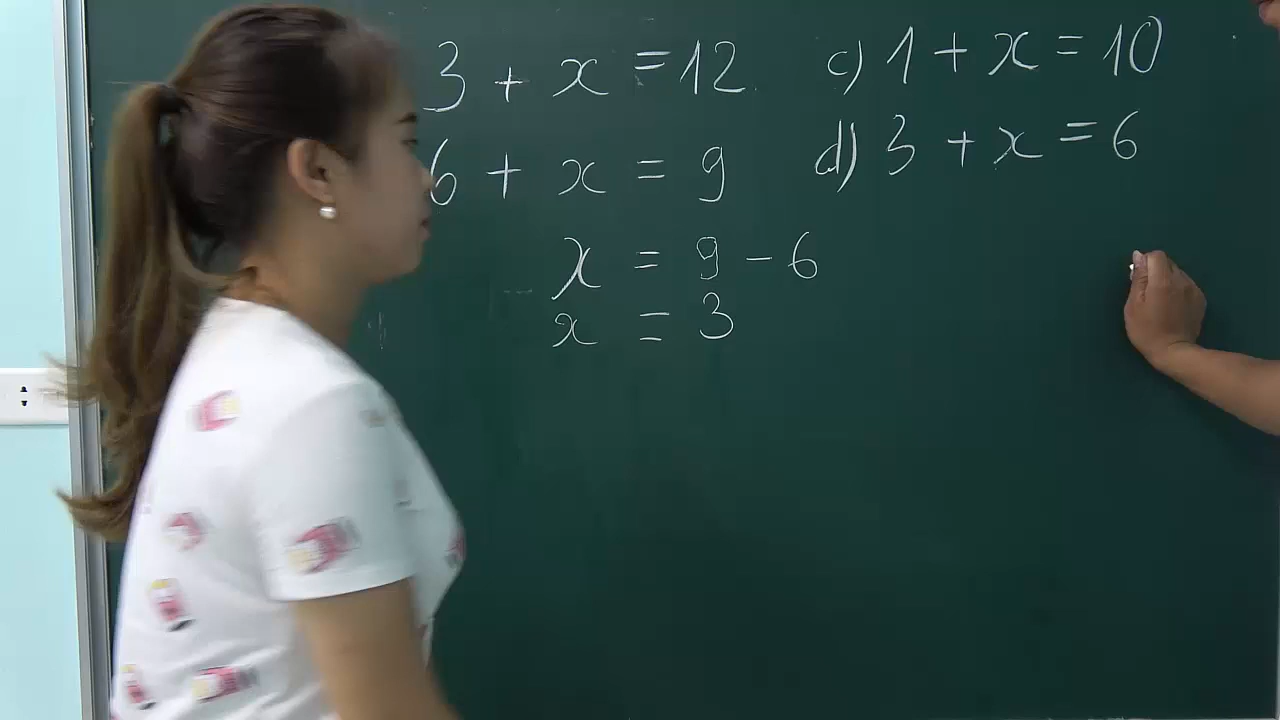 3 + x = 12
6 + x = 9
x = 9 - 6
x = 3
c) 1 + x = 10
d) 3 + x = 6